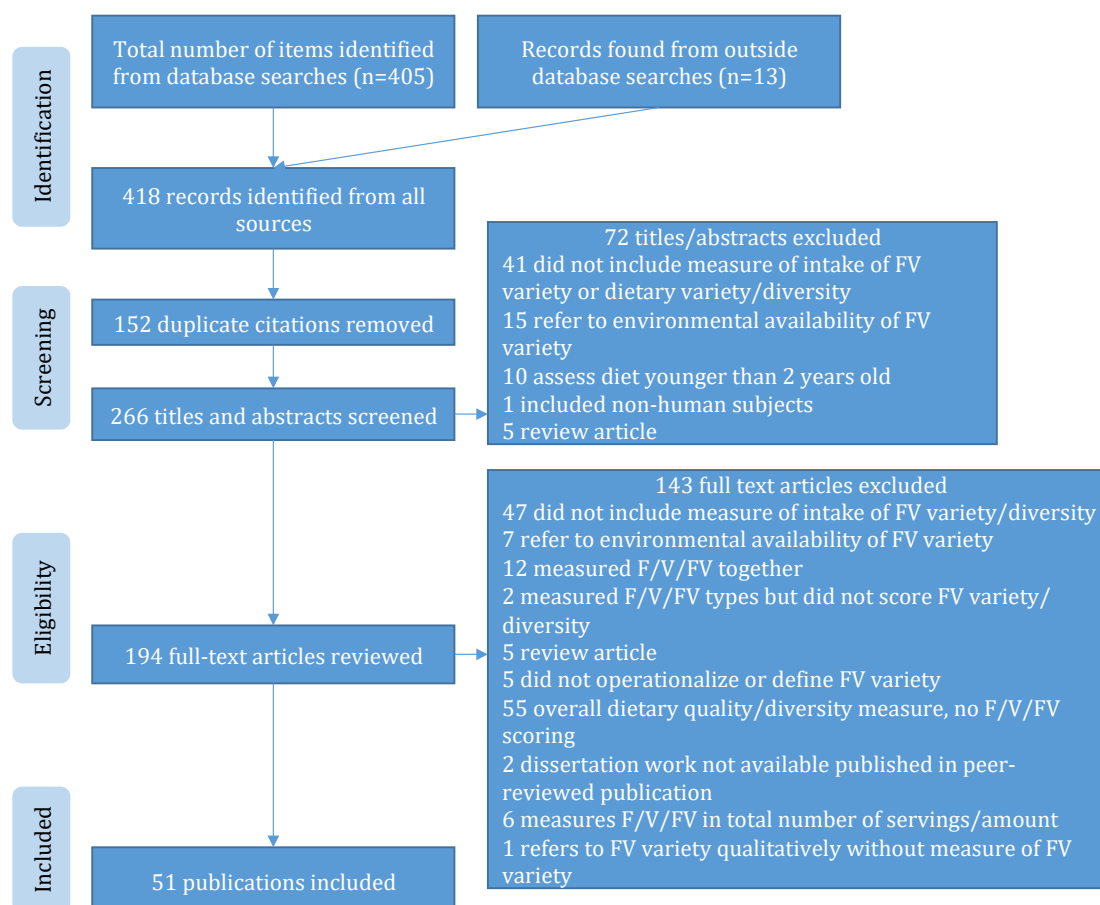 Identification
Total number of items identified
from database searches (n=405)
Records found from outside
database searches (n=13)
418 records identified from all
sources
Screening
152 duplicate citations removed
266 titles and abstracts screened
72 titles/abstracts excluded
41 did not include measure of intake of FV
variety or dietary variety/diversity
15 refer to environmental availability of FV
variety
10 assess diet younger than 2 years old
1 included non-human subjects
5 review article
Eligibility
194 full-text articles reviewed
143 full text articles excluded
47 did not include measure of intake of FV variety/diversity
7 refer to environmental availability of FV variety
12 measured F/V/FV together
2 measured F/V/FV types but did not score FV variety/
diversity
5 review article
5 did not operationalize or define FV variety
55 overall dietary quality/diversity measure, no F/V/FV
scoring
2 dissertation work not available published in peer-
reviewed publication
6 measures F/V/FV in total number of servings/amount
1 refers to FV variety qualitatively without measure of FV
variety
Included
51 publications included